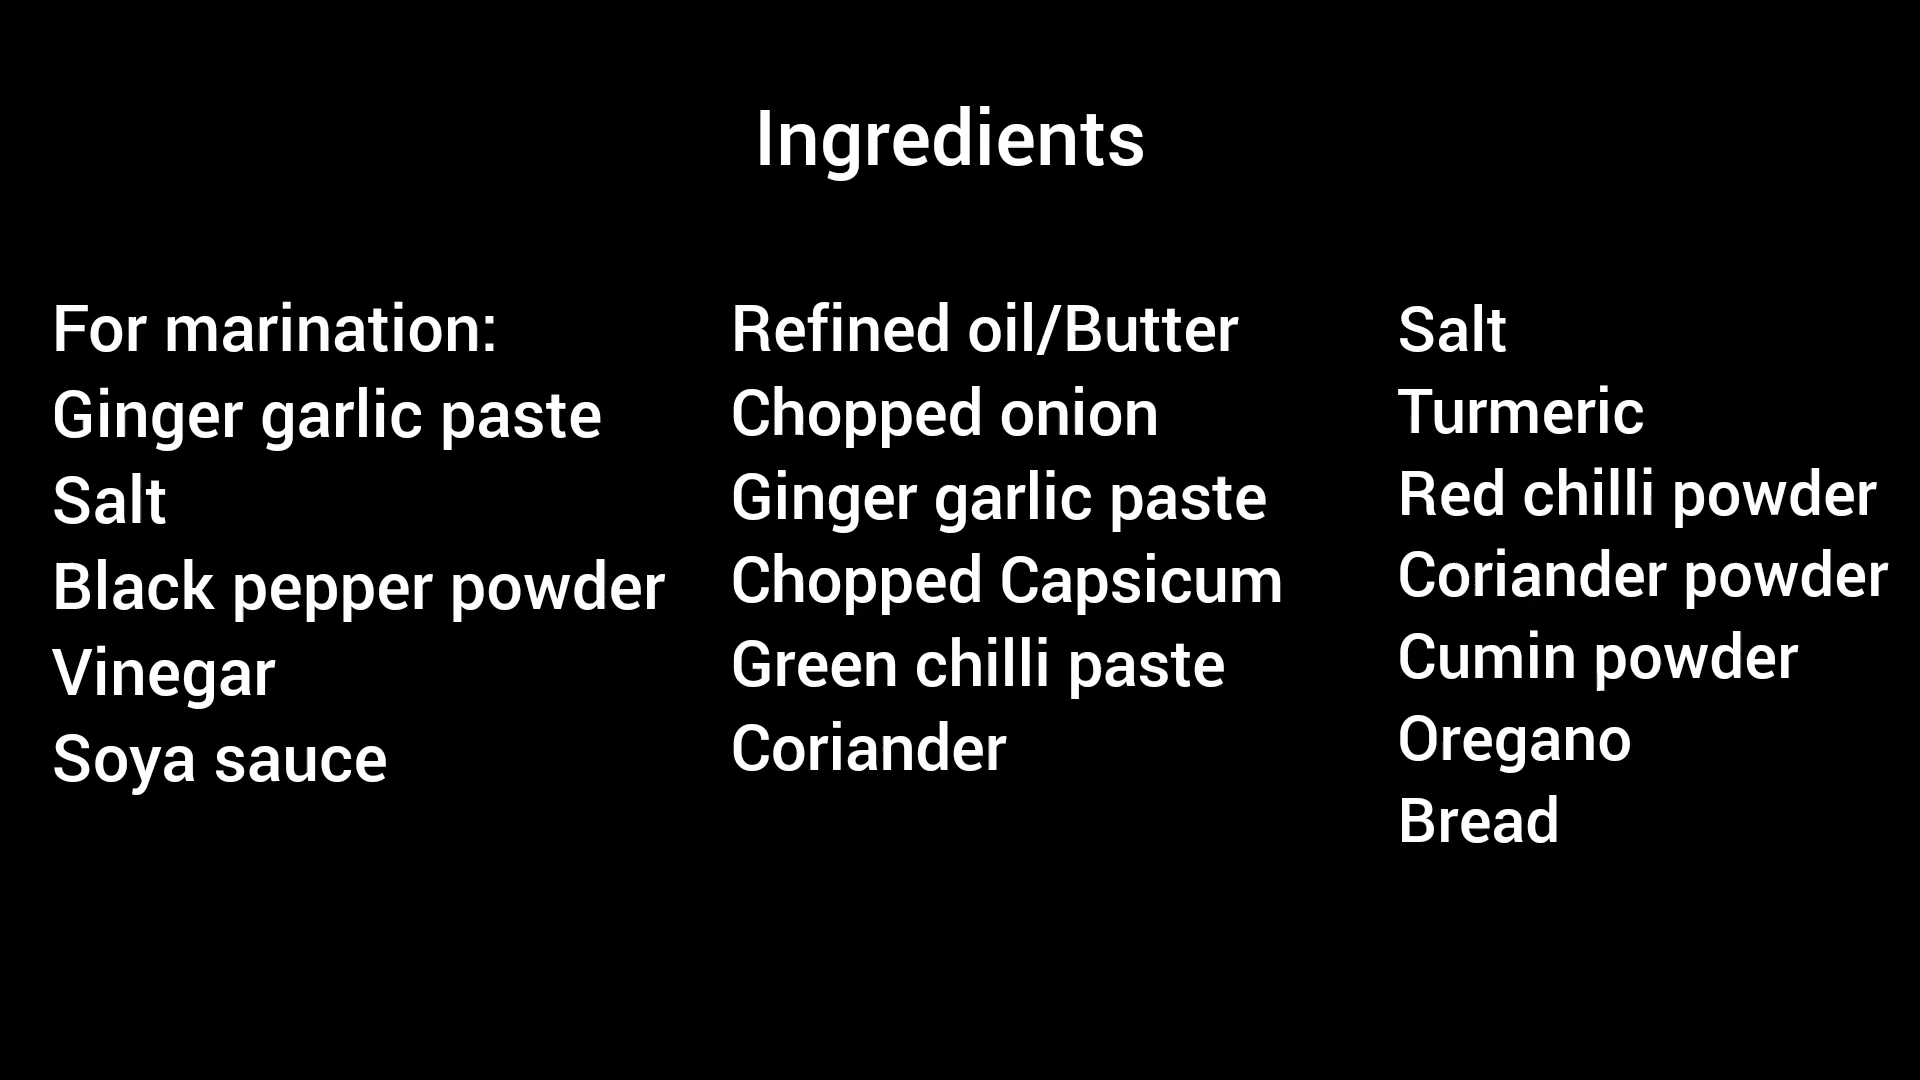 Ingredients
For marination:
Ginger garlic paste
Salt
Black pepper powder
Vinegar
Soya sauce
Refined oil/Butter
Chopped onion
Ginger garlic paste
Chopped Capsicum
Green chilli paste
Coriander
Salt
Turmeric
Red chilli powder
Coriander powder
Cumin powder
Oregano
Bread